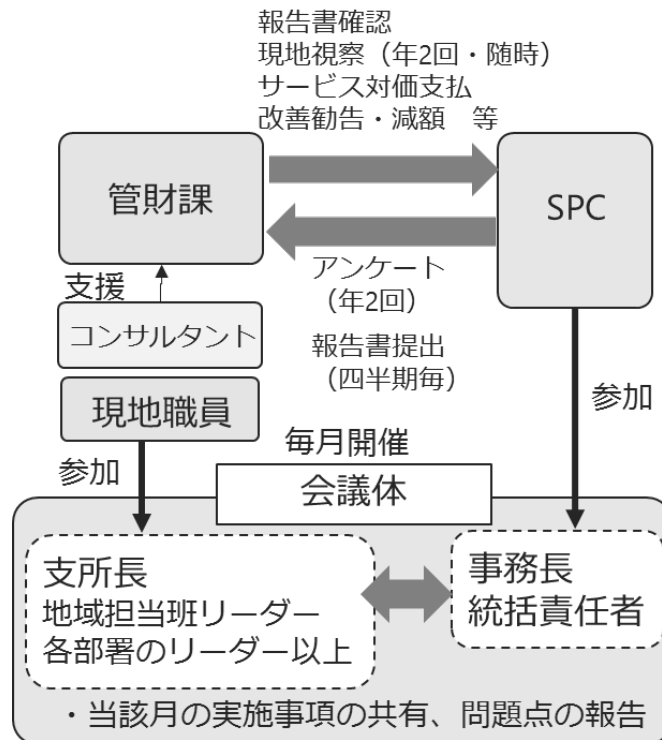 報告書確認
現地視察（年2回・随時）
サービス対価支払
改善勧告・減額　等
管財課
SPC
アンケート
（年2回）
支援
コンサルタント
報告書提出
（四半期毎）
現地職員
参加
参加
毎月開催
会議体
支所長
地域担当班リーダー
各部署のリーダー以上
事務長
統括責任者
・当該月の実施事項の共有、問題点の報告